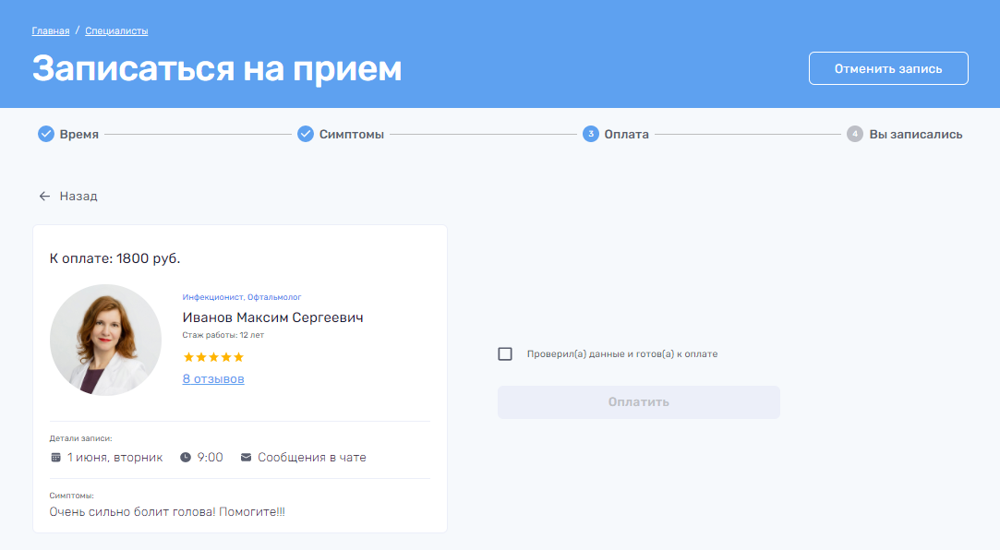 Главная / Специалисты
Записаться на прием
Отменить запись
Время
Симптомы
3 Оплата
4 Вы записались
Назад
К оплате: 1800 руб.
Инфекционист, Офтальмолог
Иванов Максим Сергеевич
Стаж работы: 12 лет
8 отзывов
Проверил(а) данные и готов(а) к оплате
Оплатить
Детали записи:
1 июня, вторник 9:00 Сообщения в чате
Симптомы:
Очень сильно болит голова! Помогите!!!